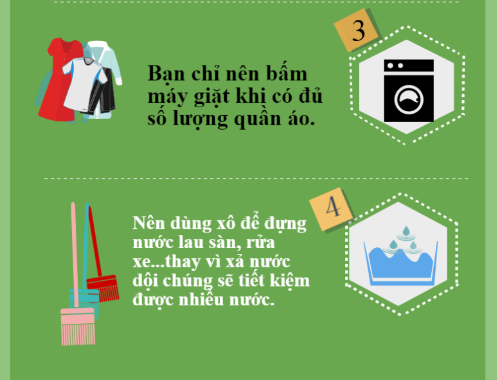 3
Bạn chỉ nên bấm
máy giặt khi có đủ
số lượng quần áo.
4
Nên dùng xô để đựng
nước lau sàn, rửa
xe...thay vì xả nước
dội chúng sẽ tiết kiệm
được nhiều nước.